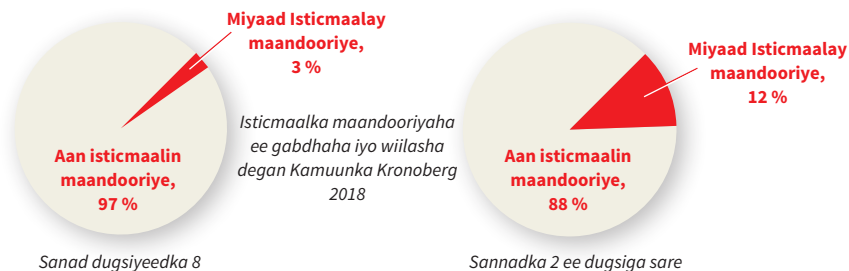 Miyaad Isticmaalay
maandooriye,
3 %
Aan isticmaalin
maandooriye,
97 %
Sanad dugsiyeedka 8
Isticmaalka maandooriyaha
ee gabdhaha iyo wiilasha
degan Kamuunka Kronoberg
2018
Miyaad Isticmaalay
maandooriye,
12 %
Aan isticmaalin
maandooriye,
88 %
Sannadka 2 ee dugsiga sare